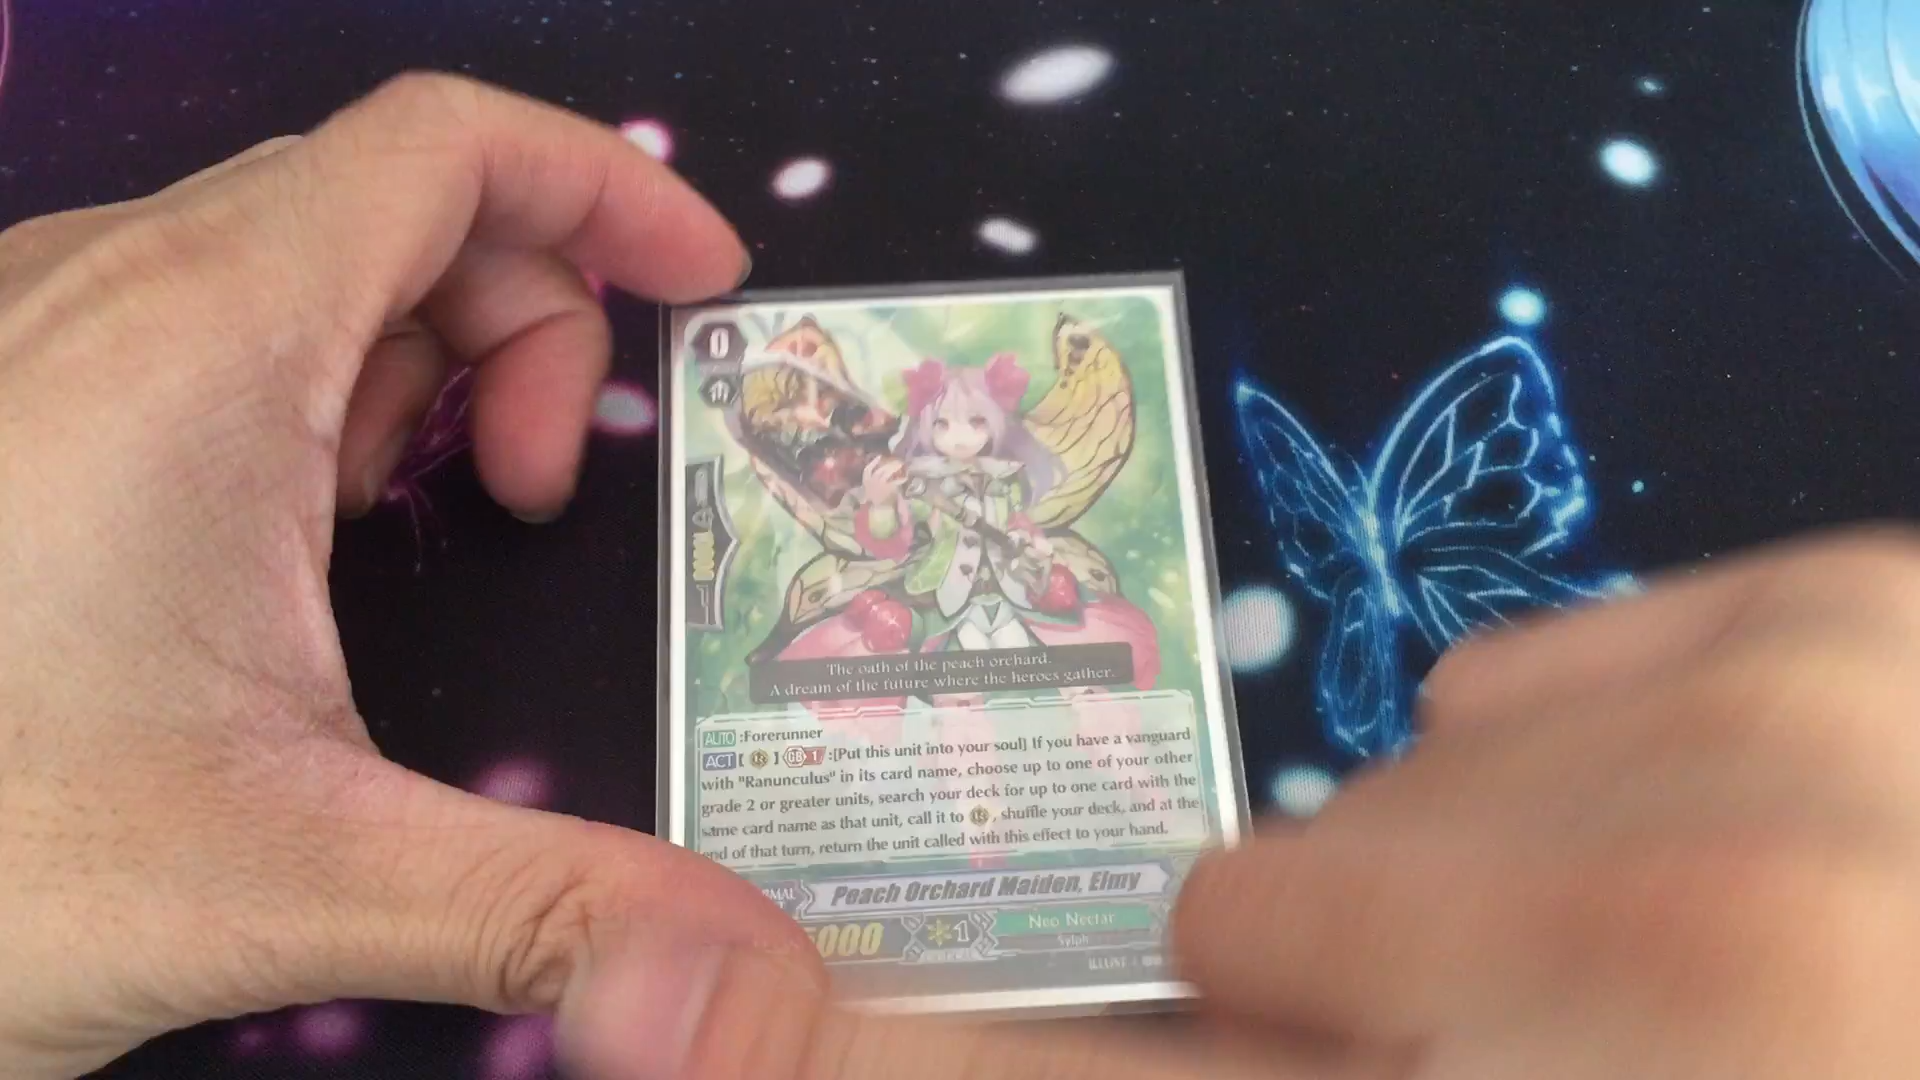 0
10000
The oath of the peach orchard.
A dream of the future where the heroes gather.
AUTO :Forerunner
ACT [ ] GB 1 :[Put this unit into your soul] If you have a vanguard
with "Ranunculus" in its card name, choose up to one of your other
grade 2 or greater units, search your deck for up to one card with the
same card name as that unit, call it to , shuffle your deck, and at the
end of that turn, return the unit called with this effect to your hand.
Peach Orchard Maiden, Elmy
5000
1
Neo Nectar
Sylph
ILLUST